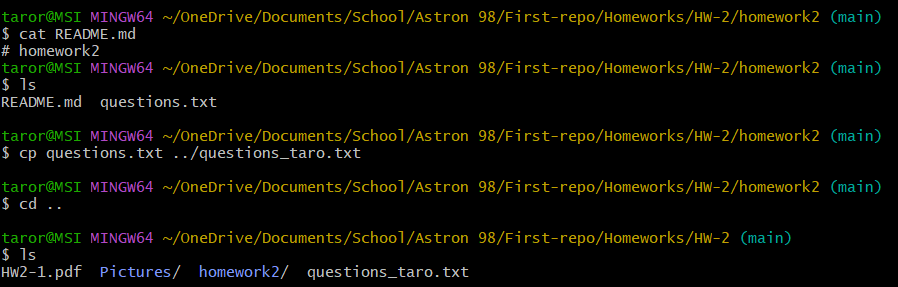 taror@MSI MINGW64 ~/OneDrive/Documents/School/Astron 98/First-repo/Homeworks/HW-2/homework2 (main)
$ cat README.md
# homework2
taror@MSI MINGW64 ~/OneDrive/Documents/School/Astron 98/First-repo/Homeworks/HW-2/homework2 (main)
$ ls
README.md  questions.txt
taror@MSI MINGW64 ~/OneDrive/Documents/School/Astron 98/First-repo/Homeworks/HW-2/homework2 (main)
$ cp questions.txt ../questions_taro.txt
taror@MSI MINGW64 ~/OneDrive/Documents/School/Astron 98/First-repo/Homeworks/HW-2/homework2 (main)
$ cd ..
taror@MSI MINGW64 ~/OneDrive/Documents/School/Astron 98/First-repo/Homeworks/HW-2 (main)
$ ls
HW2-1.pdf  Pictures/  homework2/  questions_taro.txt